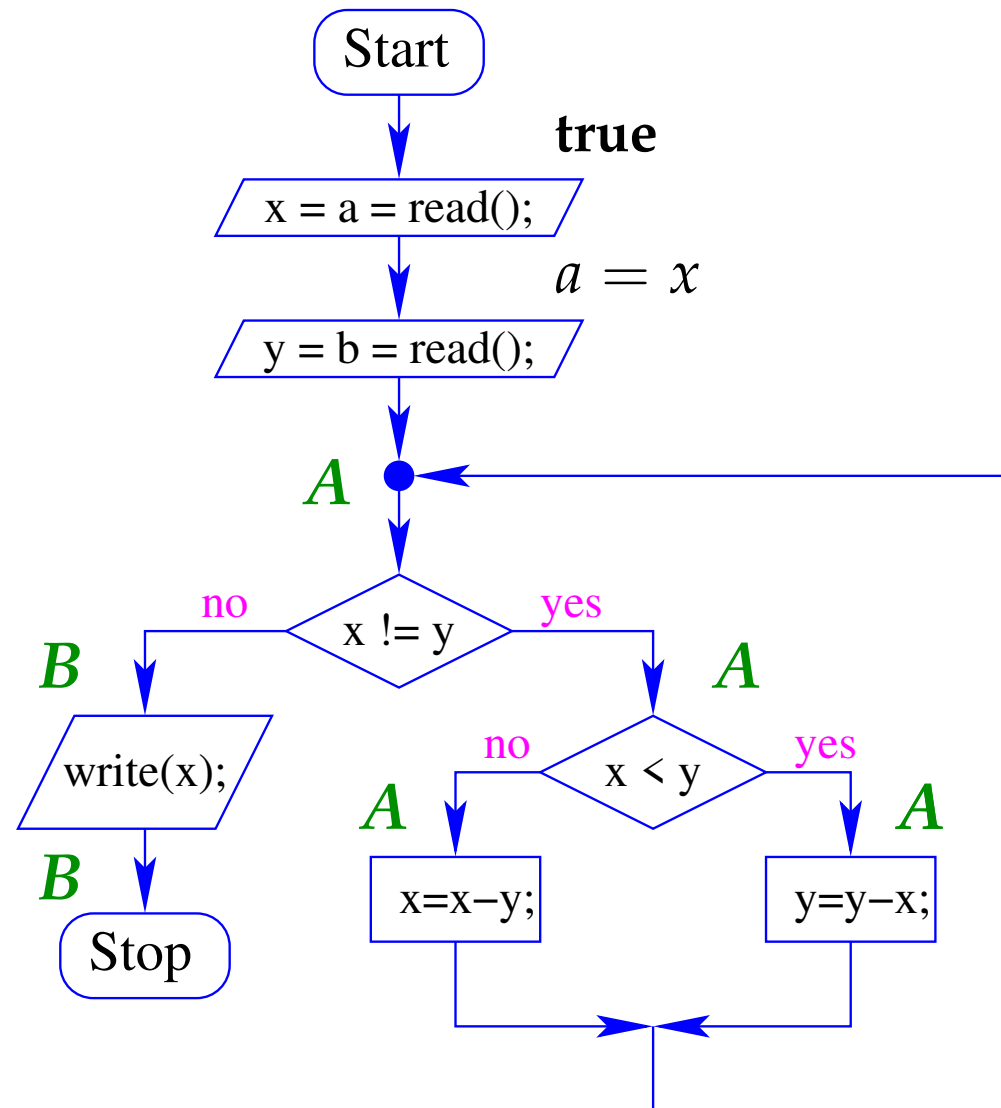 Start
true
x = a = read();
a = x
y = b = read();
A
no
yes
x != y
B
A
no
yes
write(x);
x < y
A
A
B
x=x−y;
y=y−x;
Stop